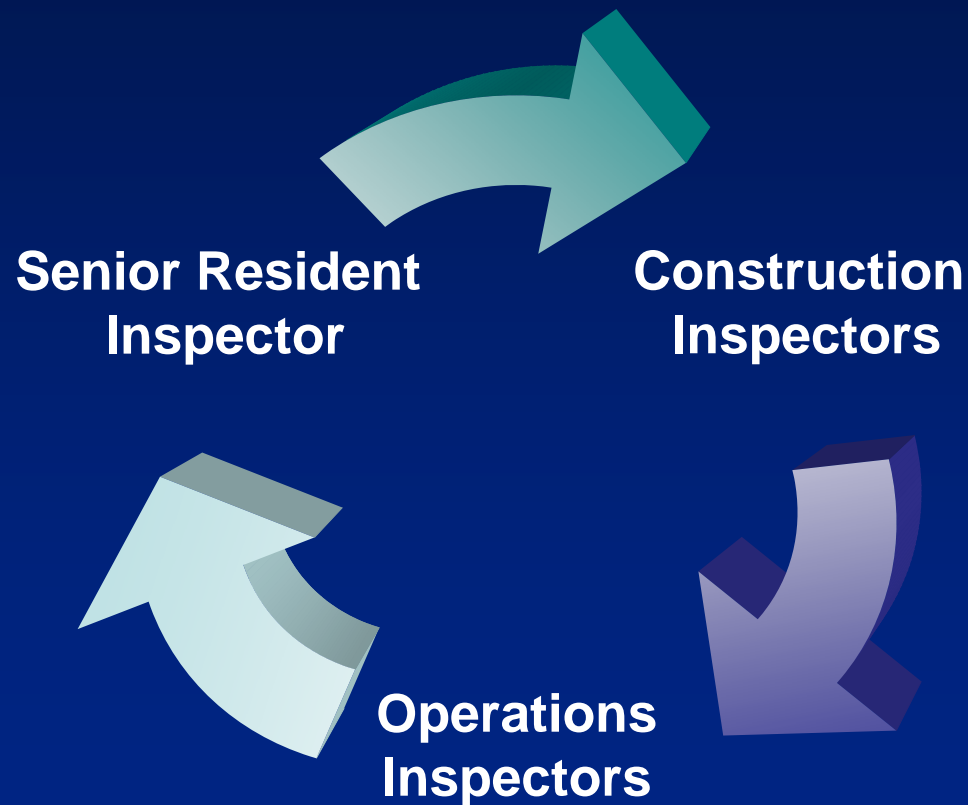 Senior Resident
Inspector
Construction
Inspectors
Operations
Inspectors